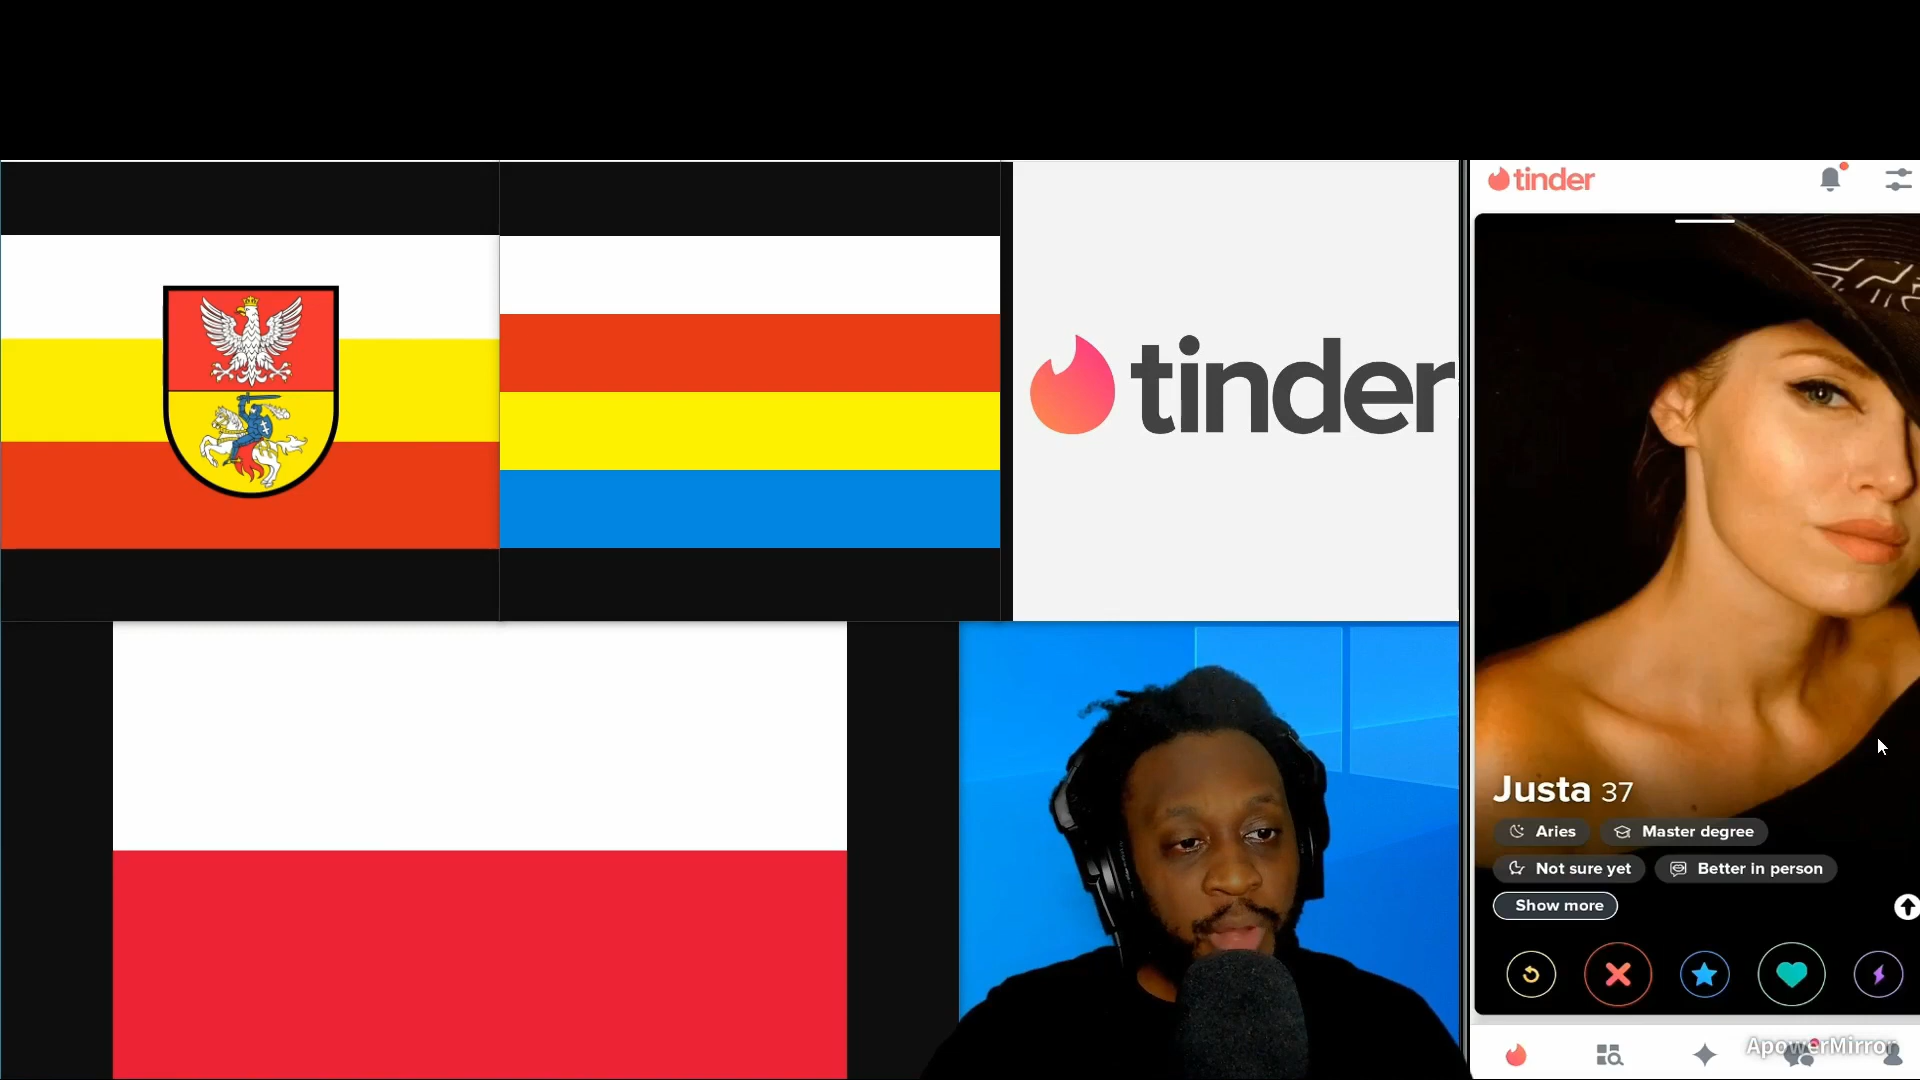 tinder
tinder
Justa 37
Aries
Master degree
Not sure yet
Better in person
Show more
ApowerMirror